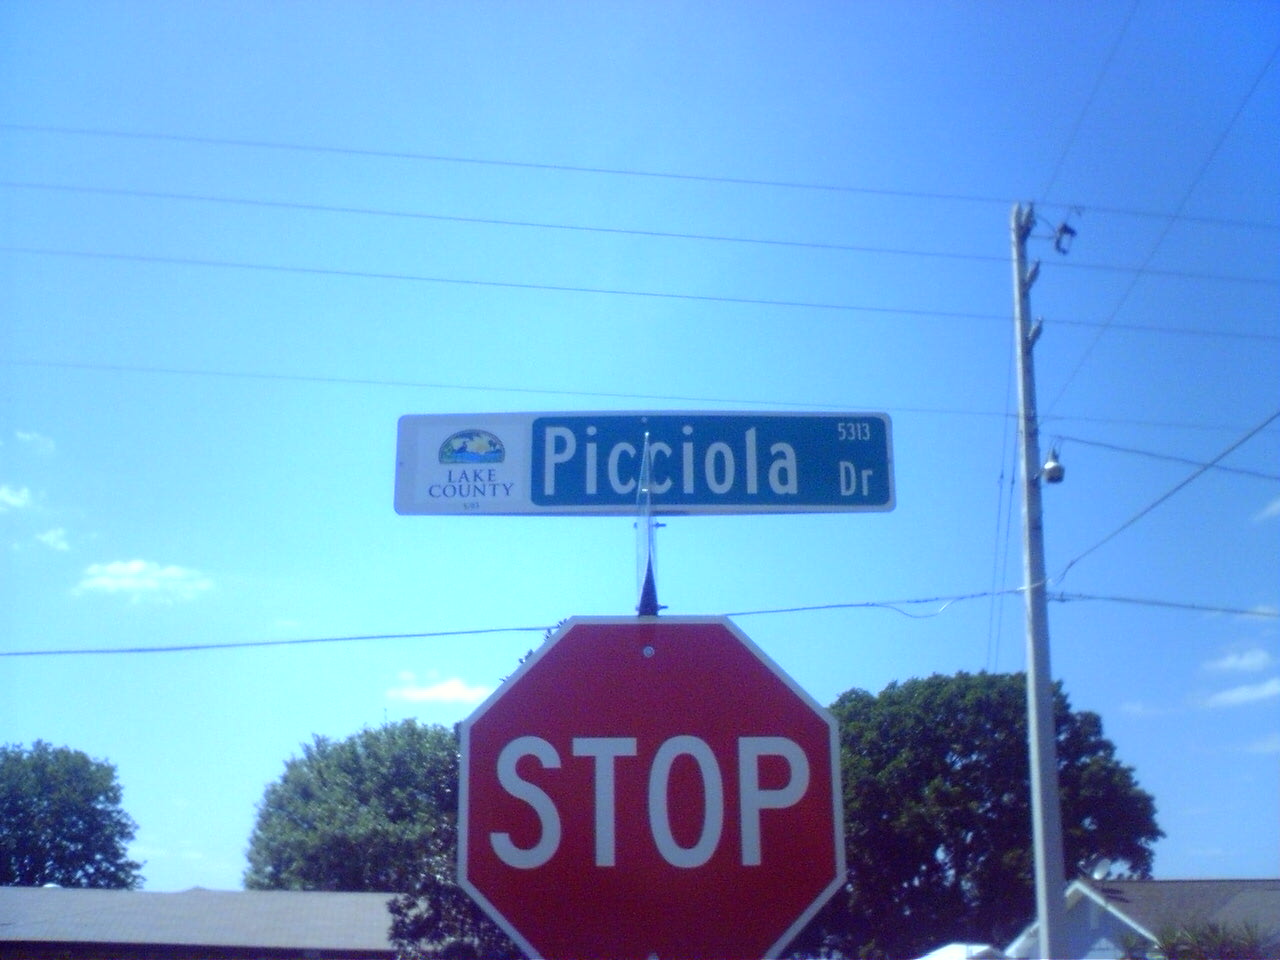 LAKE
COUNTY
Picciola
5313
Dr
STOP